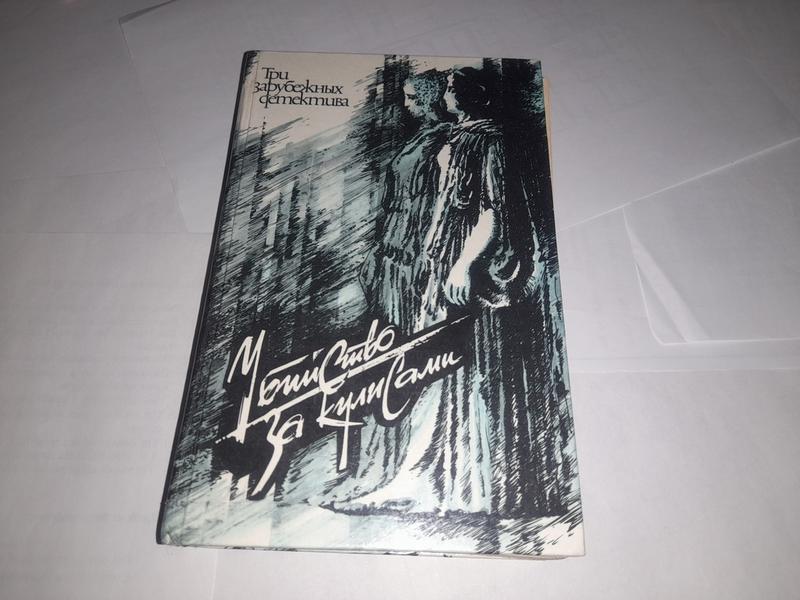 Три
зарубежных
детектива
Убийство
за кулисами